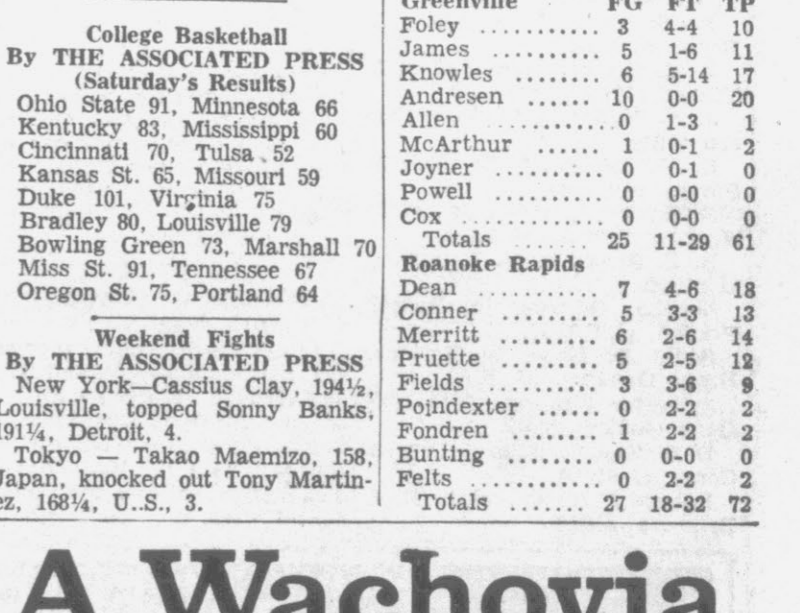 College Basketball
By THE ASSOCIATED PRESS
(Saturday's Results)
Ohio State 91, Minnesota 66
Kentucky 83, Mississippi 60
Cincinnati 70, Tulsa 52
Kansas St. 65, Missouri 59
Duke 101, Virginia 75
Bradley 80, Louisville 79
Bowling Green 73, Marshall 70
Miss St. 91, Tennessee 67
Oregon St. 75, Portland 64
Weekend Fights
By THE ASSOCIATED PRESS
New York—Cassius Clay, 194½,
Louisville, topped Sonny Banks,
191¼, Detroit, 4.
Tokyo — Takao Maemizo, 158,
Japan, knocked out Tony Martin-
ez, 168¼, U..S., 3.
Greenville FG FT TP
Foley ........... 3 4-4 10
James .......... 5 1-6 11
Knowles ........ 6 5-14 17
Andresen ...... 10 0-0 20
Allen ........... 0 1-3 1
McArthur ...... 1 0-1 2
Joyner .......... 0 0-1 0
Powell .......... 0 0-0 0
Cox ............ 0 0-0 0
Totals ....... 25 11-29 61
Roanoke Rapids
Dean ........... 7 4-6 18
Conner ......... 5 3-3 13
Merritt ......... 6 2-6 14
Pruette ......... 5 2-5 12
Fields .......... 3 3-6 9
Poindexter ...... 0 2-2 2
Fondren ........ 1 2-2 2
Bunting ........ 0 0-0 0
Felts ........... 0 2-2 2
Totals ....... 27 18-32 72
A Wachovia